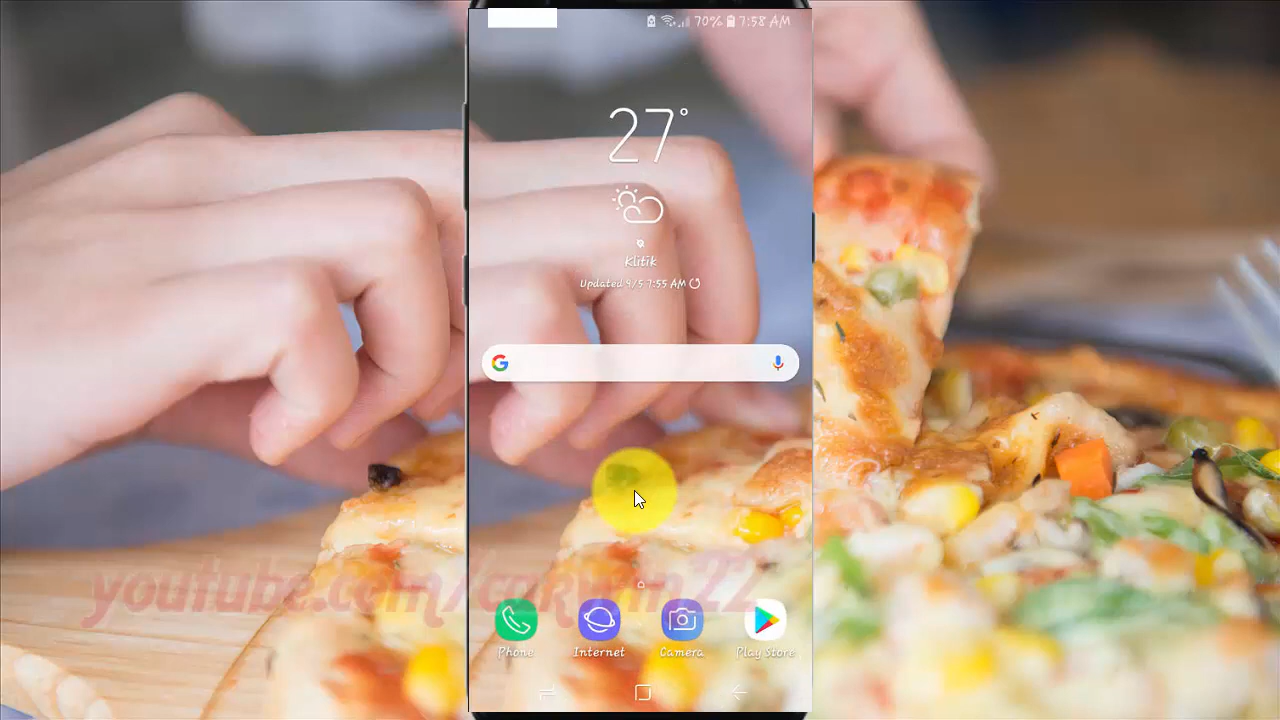 70% 7:58 AM
27°
Klitik
Updated 9/5 7:55 AM
youtube.com/carwin22
Phone Internet Camera Play Store